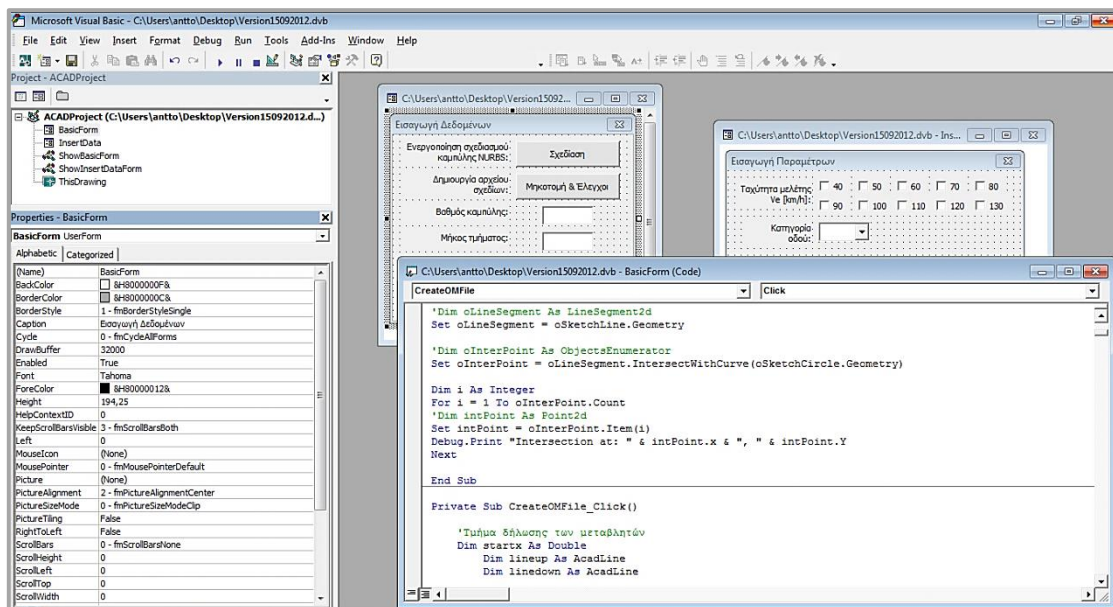 Microsoft Visual Basic - C:\Users\antto\Desktop\Version15092012.dvb
File Edit View Insert Format Debug Run Tools Add-Ins Window Help
Project - ACADProject
ACADProject (C:\Users\antto\Desktop\Version15092012.d...)
BasicForm
InsertData
ShowBasicForm
ShowInsertDataForm
ThisDrawing
Properties - BasicForm
BasicForm UserForm
Alphabetic Categorized
(Name) BasicForm
BackColor &H8000000F&
BorderColor &H8000000C&
BorderStyle 1 - fmBorderStyleSingle
Caption Εισαγωγή Δεδομένων
Cycle 0 - fmCycleAllForms
DrawBuffer 32000
Enabled True
Font Tahoma
ForeColor &H80000012&
Height 194,25
HelpContextID 0
KeepScrollBarsVisible 3 - fmScrollBarsBoth
Left 0
MouseIcon (None)
MousePointer 0 - fmMousePointerDefault
Picture (None)
PictureAlignment 2 - fmPictureAlignmentCenter
PictureSizeMode 0 - fmPictureSizeModeClip
PictureTiling False
RightToLeft False
ScrollBars 0 - fmScrollBarsNone
ScrollHeight 0
ScrollLeft 0
ScrollTop 0
ScrollWidth 0
C:\Users\antto\Desktop\Version15092...
Εισαγωγή Δεδομένων
Ενεργοποίηση σχεδιασμού
καμπύλης NURBS: Σχεδίαση
Δημιουργία αρχείου
σχεδίων: Μηκοτομή & Έλεγχοι
Βαθμός καμπύλης:
Μήκος τμήματος:
C:\Users\antto\Desktop\Version15092012.dvb - Ins...
Εισαγωγή Παραμέτρων
Ταχύτητα μελέτης
Ve [km/h]:
40 50 60 70 80
90 100 110 120 130
Κατηγορία
οδού:
C:\Users\antto\Desktop\Version15092012.dvb - BasicForm (Code)
CreateOMFile Click
'Dim oLineSegment As LineSegment2d
Set oLineSegment = oSketchLine.Geometry
'Dim oInterPoint As ObjectsEnumerator
Set oInterPoint = oLineSegment.IntersectWithCurve(oSketchCircle.Geometry)
Dim i As Integer
For i = 1 To oInterPoint.Count
'Dim intPoint As Point2d
Set intPoint = oInterPoint.Item(i)
Debug.Print "Intersection at: " & intPoint.x & ", " & intPoint.Y
Next
End Sub
Private Sub CreateOMFile_Click()
'Τμήμα δήλωσης των μεταβλητών
Dim startx As Double
Dim lineup As AcadLine
Dim linedown As AcadLine